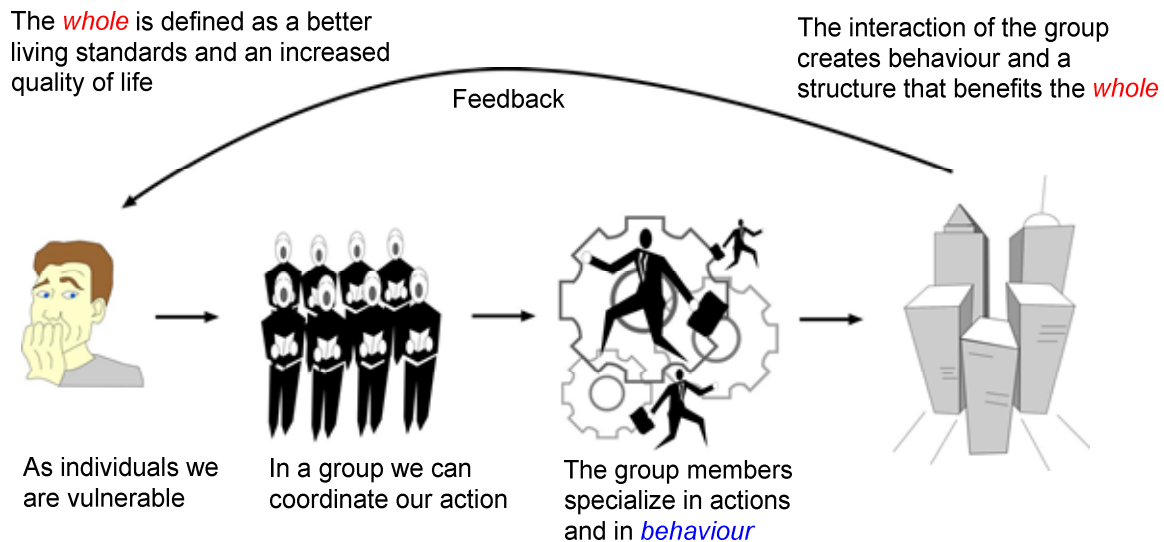 The whole is defined as a better
living standards and an increased
quality of life
The interaction of the group
creates behaviour and a
structure that benefits the whole
Feedback
As individuals we
are vulnerable
In a group we can
coordinate our action
The group members
specialize in actions
and in behaviour